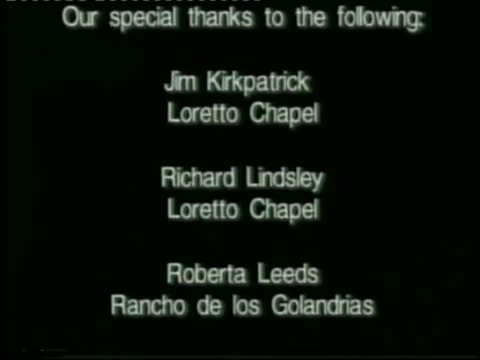 Our special thanks to the following:
Jim Kirkpatrick
Loretto Chapel
Richard Lindsley
Loretto Chapel
Roberta Leeds
Rancho de los Golandrias